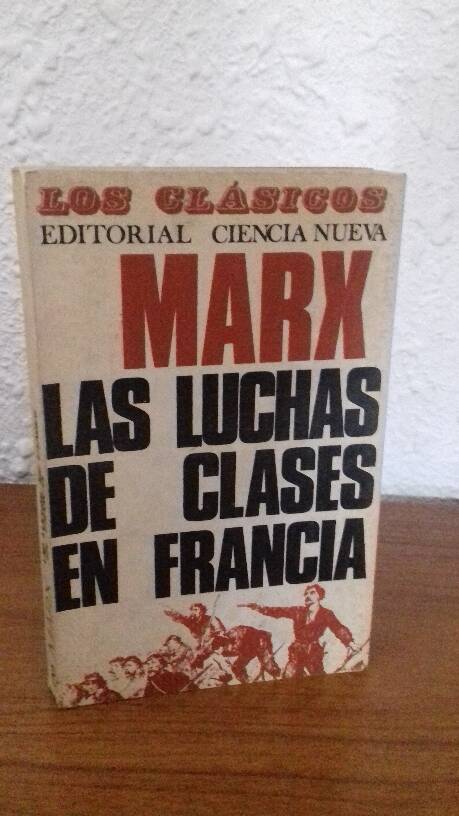 LOS CLÁSICOS
EDITORIAL CIENCIA NUEVA
MARX
LAS LUCHAS
DE CLASES
EN FRANCIA